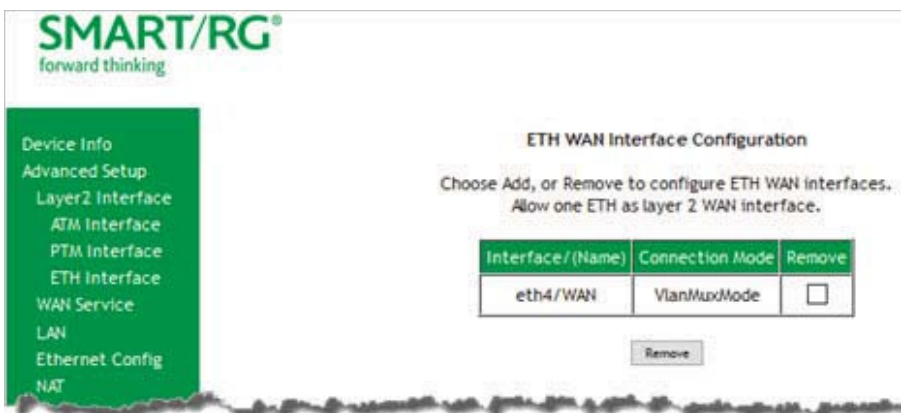 SMART/RG®
forward thinking
Device Info
Advanced Setup
Layer2 Interface
ATM Interface
PTM Interface
ETH Interface
WAN Service
LAN
Ethernet Config
NAT
ETH WAN Interface Configuration
Choose Add, or Remove to configure ETH WAN interfaces.
Allow one ETH as layer 2 WAN interface.
Interface/(Name) Connection Mode Remove
eth4/WAN VlanMuxMode
Remove